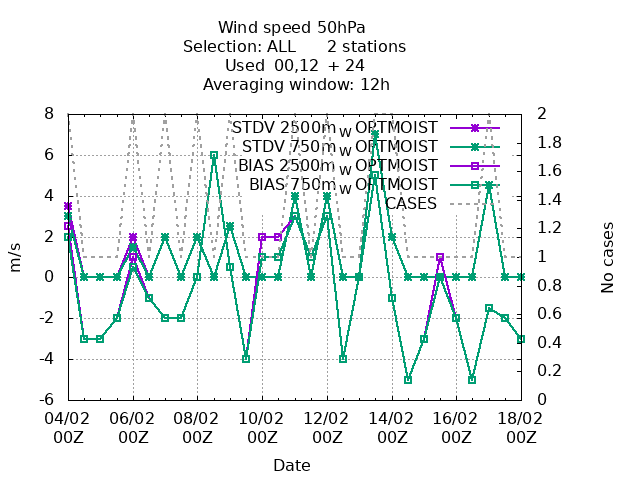 Wind speed 50hPa
Selection: ALL 2 stations
Used 00,12 + 24
Averaging window: 12h
STDV 2500m_W OPTMOIST
STDV 750m_W OPTMOIST
BIAS 2500m_W OPTMOIST
BIAS 750m_W OPTMOIST
CASES
8
6
4
2
0
-2
-4
-6
m/s
2
1.8
1.6
1.4
1.2
1
0.8
0.6
0.4
0.2
0
No cases
04/02 06/02 08/02 10/02 12/02 14/02 16/02 18/02
00Z 00Z 00Z 00Z 00Z 00Z 00Z 00Z
Date